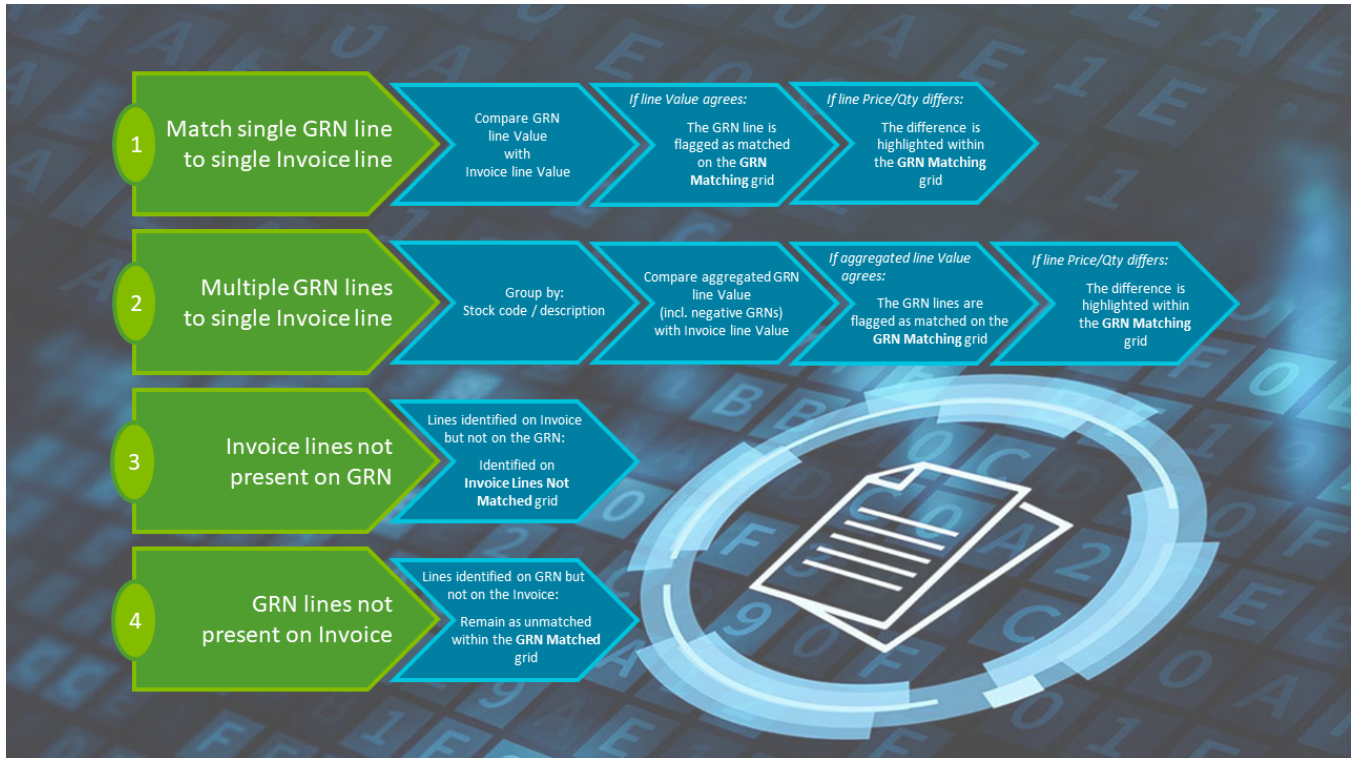 1
Match single GRN line
to single Invoice line
Compare GRN
line Value
with
Invoice line Value
If line Value agrees:
The GRN line is
flagged as matched
on the GRN
Matching grid
If line Price/Qty differs:
The difference is
highlighted within
the GRN Matching
grid
2
Multiple GRN lines
to single Invoice line
Group by:
Stock code / description
Compare aggregated GRN
line Value
(incl. negative GRNs)
with Invoice line Value
If aggregated line Value
agrees:
The GRN lines are
flagged as matched on the
GRN Matching grid
If line Price/Qty differs:
The difference is
highlighted within
the GRN Matching
grid
3
Invoice lines not
present on GRN
Lines identified on Invoice
but not on the GRN:
Identified on
Invoice Lines Not
Matched grid
4
GRN lines not
present on Invoice
Lines identified on GRN but
not on the Invoice:
Remain as unmatched
within the GRN Matched
grid